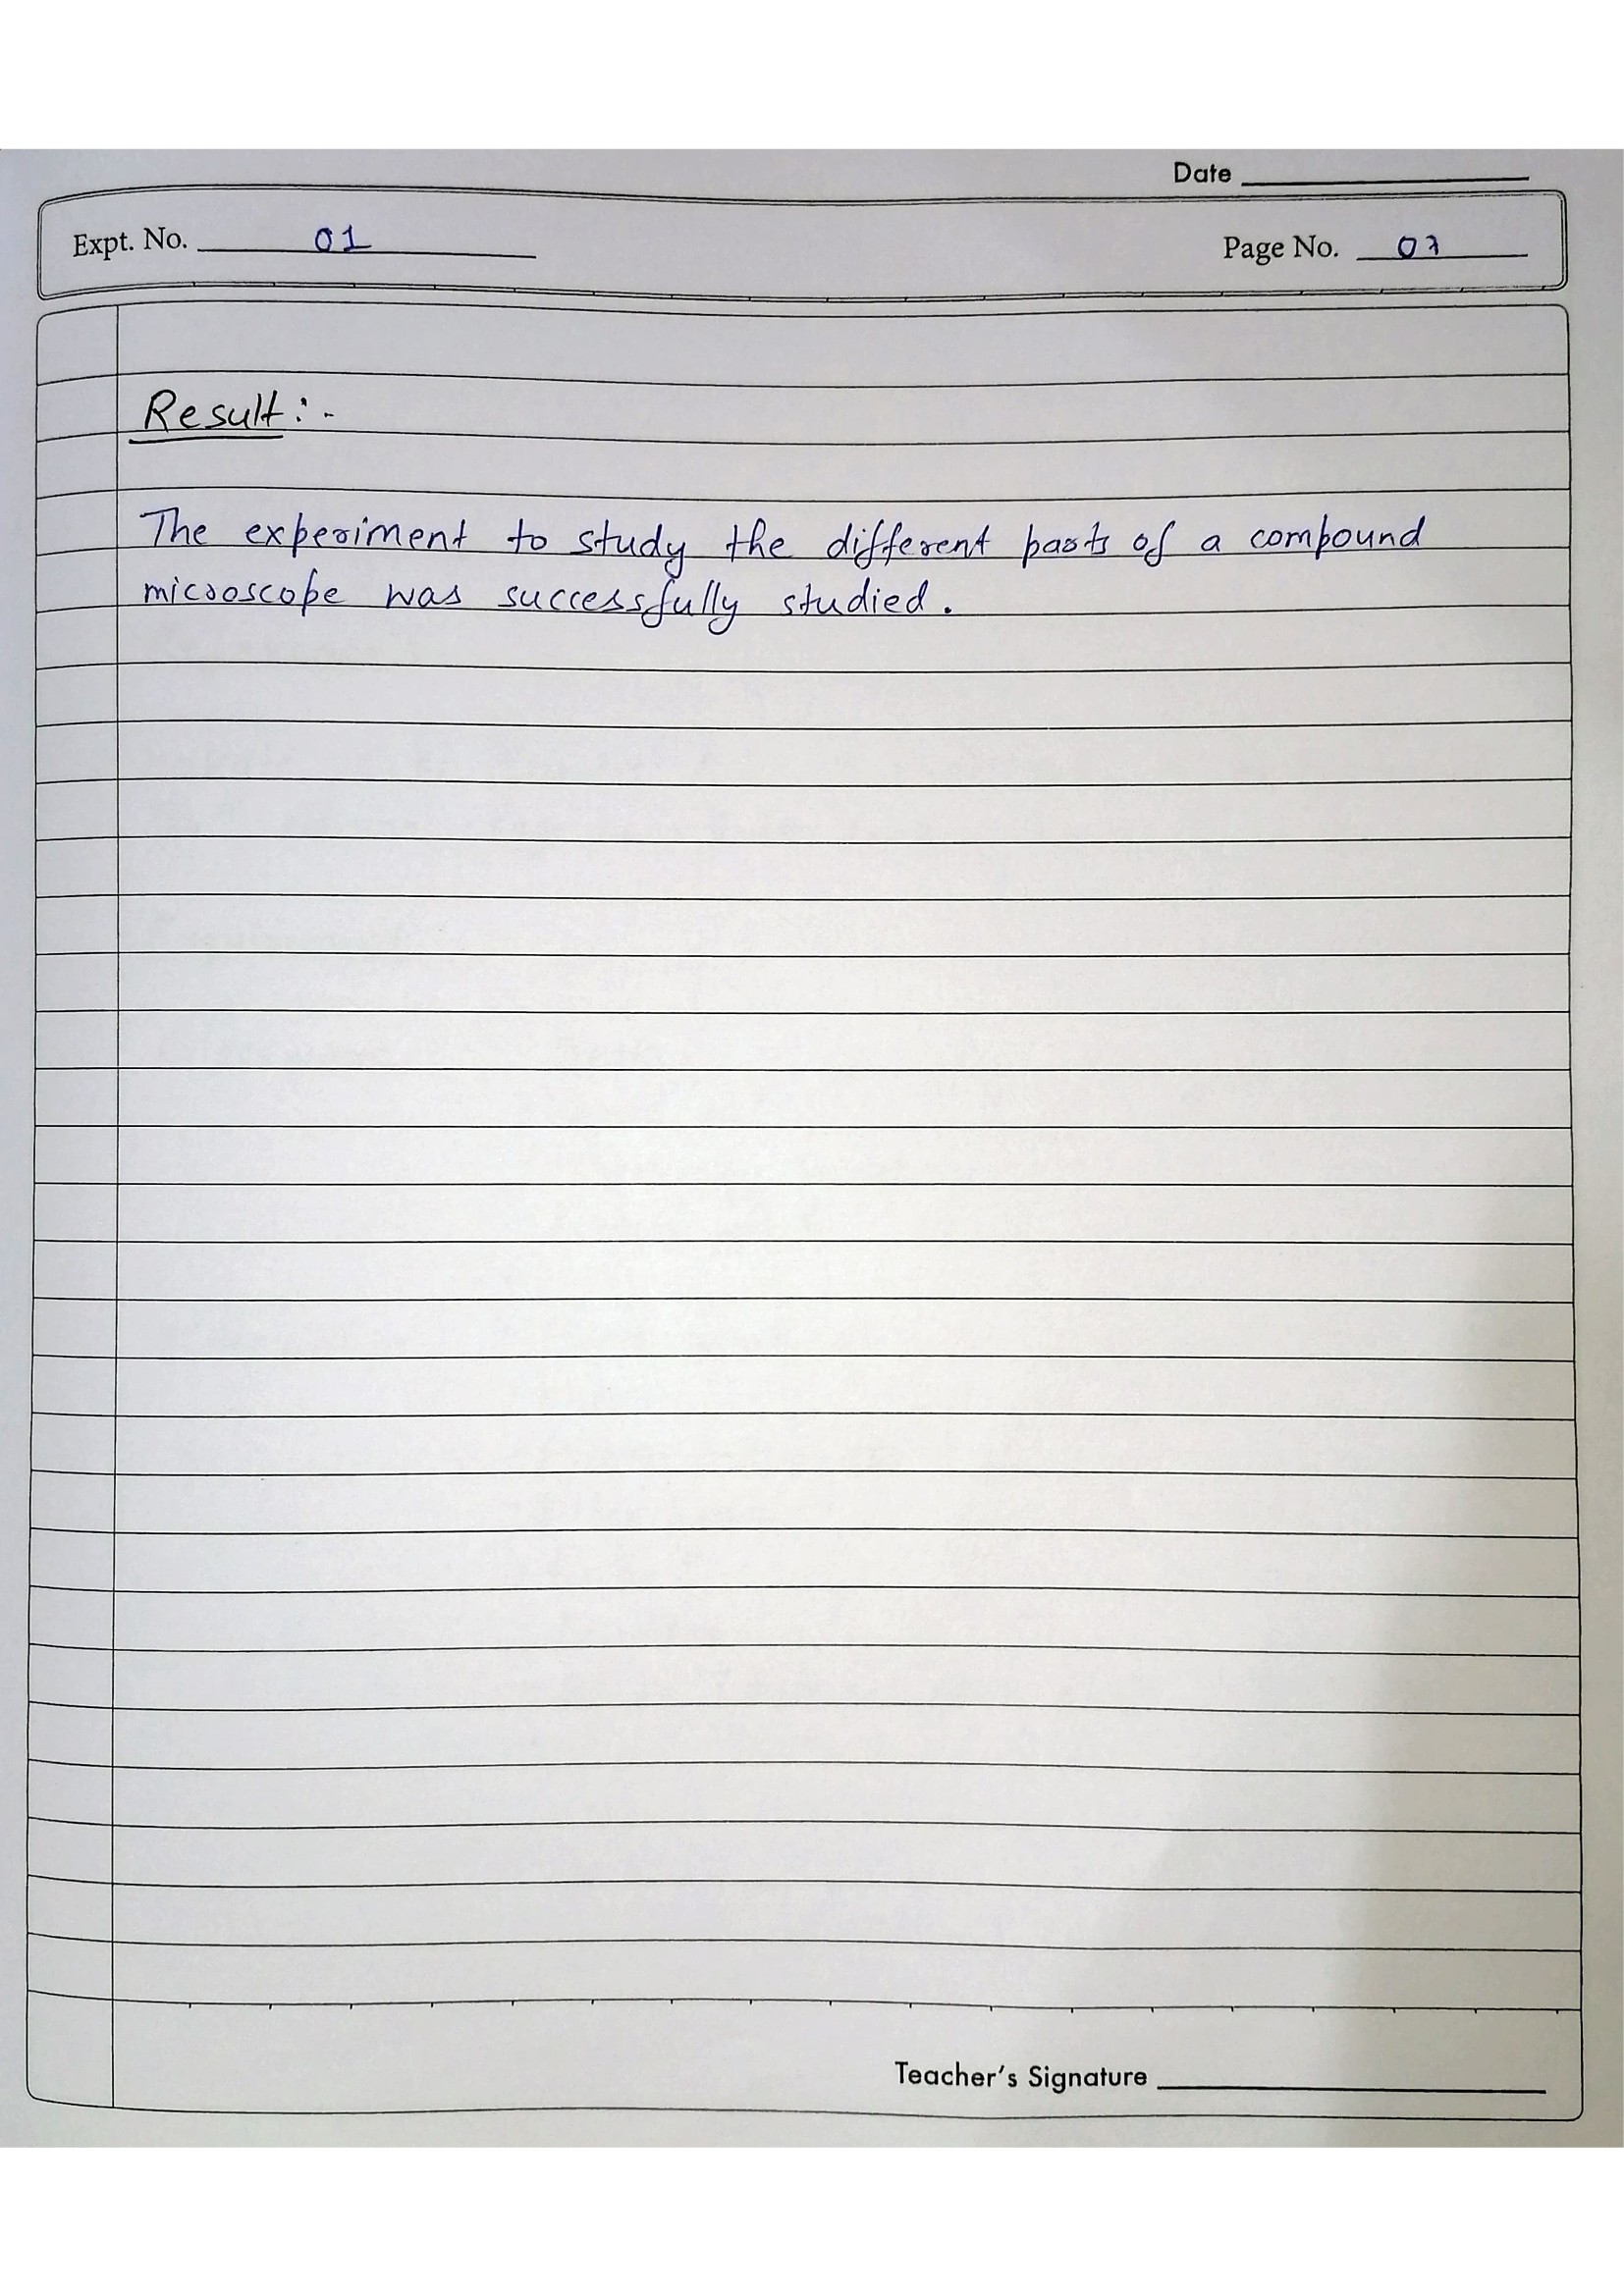 Date
Expt. No. 01
Page No. 07
Result :-
The experiment to study the different parts of a compound
microscope was successfully studied.
Teacher's Signature